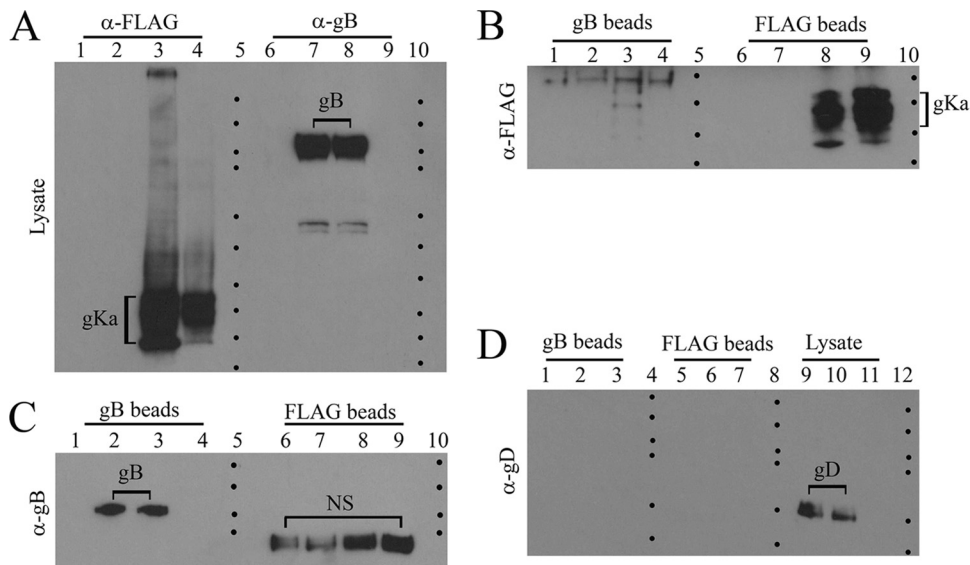 A
α-FLAG
α-gB
1 2 3 4 5 6 7 8 9 10
gB
Lysate
gKa
B
gB beads
FLAG beads
1 2 3 4 5 6 7 8 9 10
α-FLAG
gKa
C
gB beads
FLAG beads
1 2 3 4 5 6 7 8 9 10
gB
NS
α-gB
D
gB beads
FLAG beads
Lysate
1 2 3 4 5 6 7 8 9 10 11 12
gD
α-gD